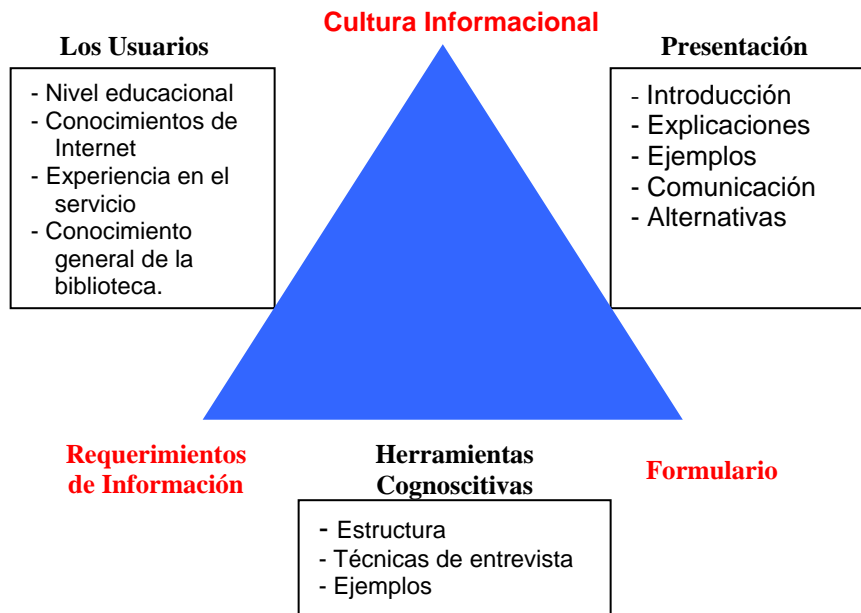 Cultura Informacional
Los Usuarios
- Nivel educacional
- Conocimientos de
Internet
- Experiencia en el
servicio
- Conocimiento
general de la
biblioteca.
Presentación
- Introducción
- Explicaciones
- Ejemplos
- Comunicación
- Alternativas
Requerimientos
de Información
Herramientas
Cognoscitivas
- Estructura
- Técnicas de entrevista
- Ejemplos
Formulario